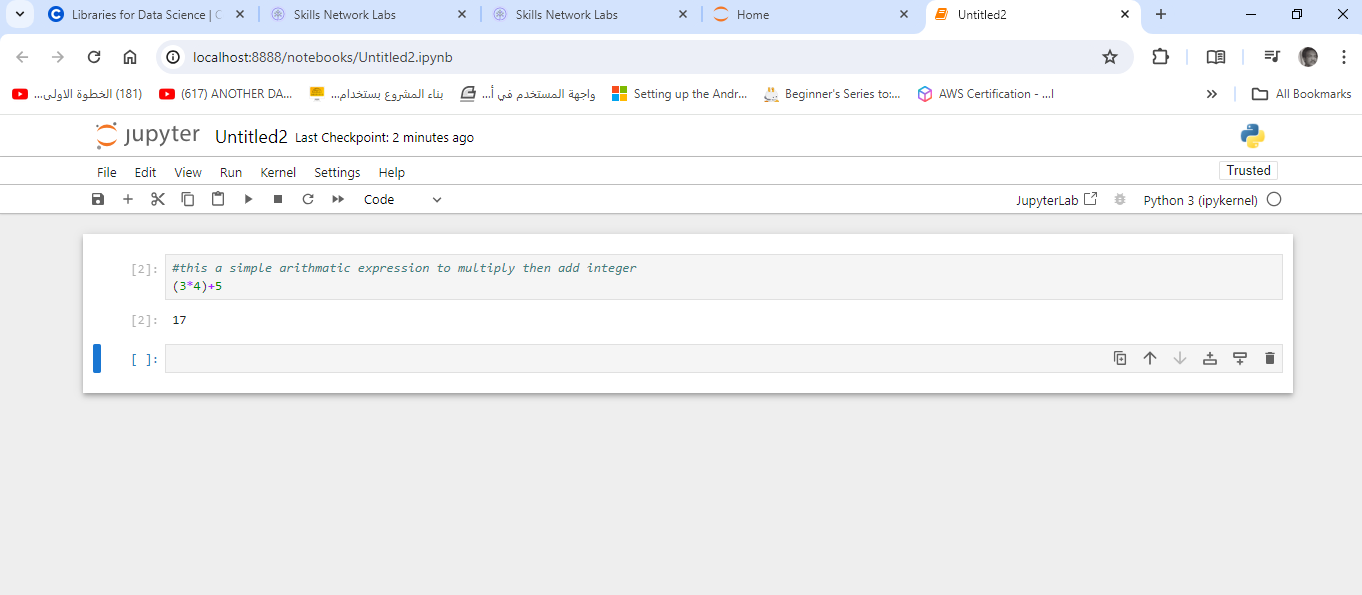 Libraries for Data Science | C
Skills Network Labs
Skills Network Labs
Home
Untitled2
localhost:8888/notebooks/Untitled2.ipynb
(181) الخطوة الاولى...
(617) ANOTHER DA...
بناء المشروع بستخدام...
واجهة المستخدم في أ...
Setting up the Andr...
Beginner's Series to:...
AWS Certification - ...I
»
All Bookmarks
jupyter Untitled2 Last Checkpoint: 2 minutes ago
File Edit View Run Kernel Settings Help
Trusted
Code
JupyterLab
Python 3 (ipykernel)
[2]: #this a simple arithmatic expression to multiply then add integer
(3*4)+5
[2]: 17
[ ]: